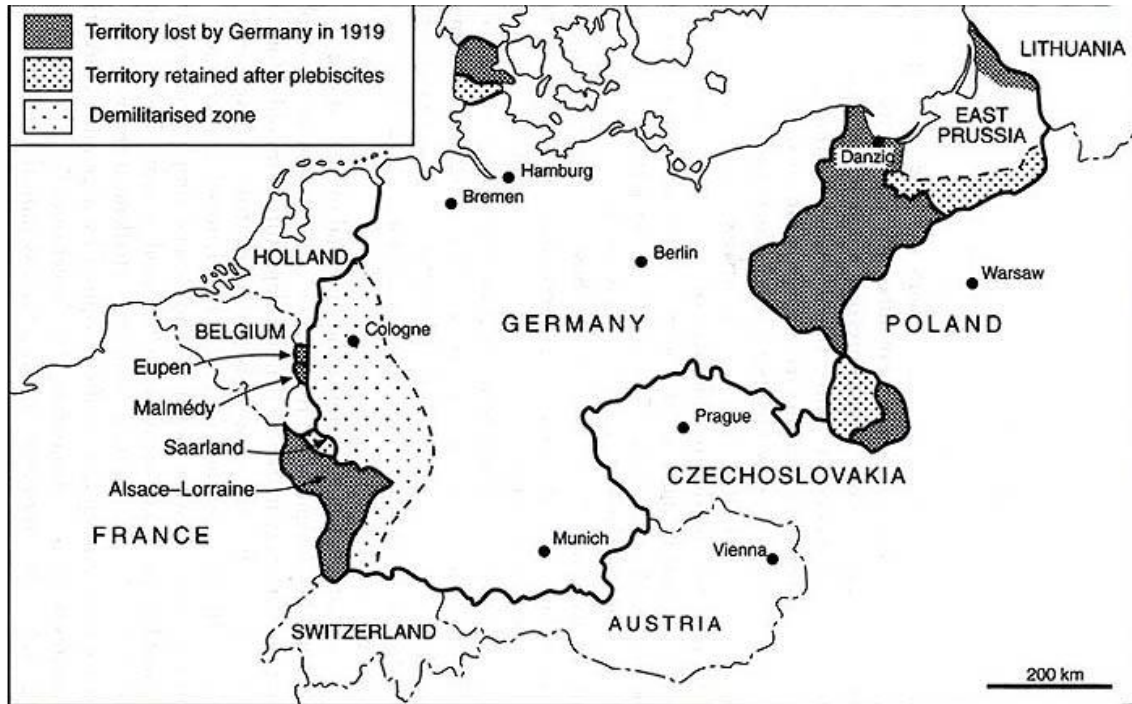 Territory lost by Germany in 1919
Territory retained after plebiscites
Demilitarised zone
LITHUANIA
EAST
PRUSSIA
Danzig
Hamburg
Bremen
HOLLAND
Berlin
Warsaw
BELGIUM
Cologne
GERMANY
POLAND
Eupen
Malmédy
Prague
Saarland
CZECHOSLOVAKIA
Alsace–Lorraine
FRANCE
Munich
Vienna
AUSTRIA
SWITZERLAND
200 km